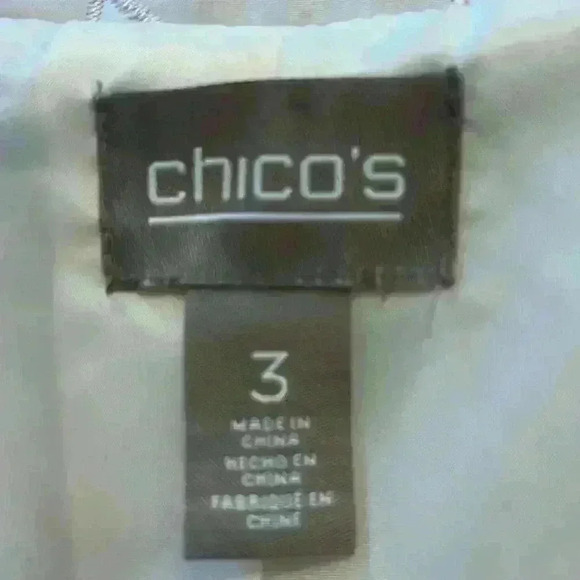 chico's
3
MADE IN
CHINA
HECHO EN
CHINA
FABRIQUÉ EN
CHINE